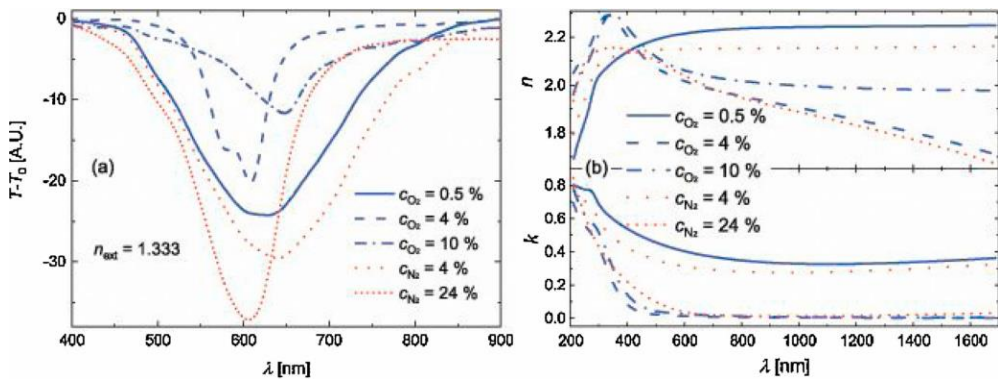 0
-10
-20
-30
T-T₀ [A.U.]
(a)
n_ext = 1.333
c_O₂ = 0.5 %
c_O₂ = 4 %
c_O₂ = 10 %
c_N₂ = 4 %
c_N₂ = 24 %
400 500 600 700 800 900
λ [nm]
2.2
2.0
1.8
n
(b)
c_O₂ = 0.5 %
c_O₂ = 4 %
c_O₂ = 10 %
c_N₂ = 4 %
c_N₂ = 24 %
0.8
0.6
0.4
0.2
0.0
k
200 400 600 800 1000 1200 1400 1600
λ [nm]